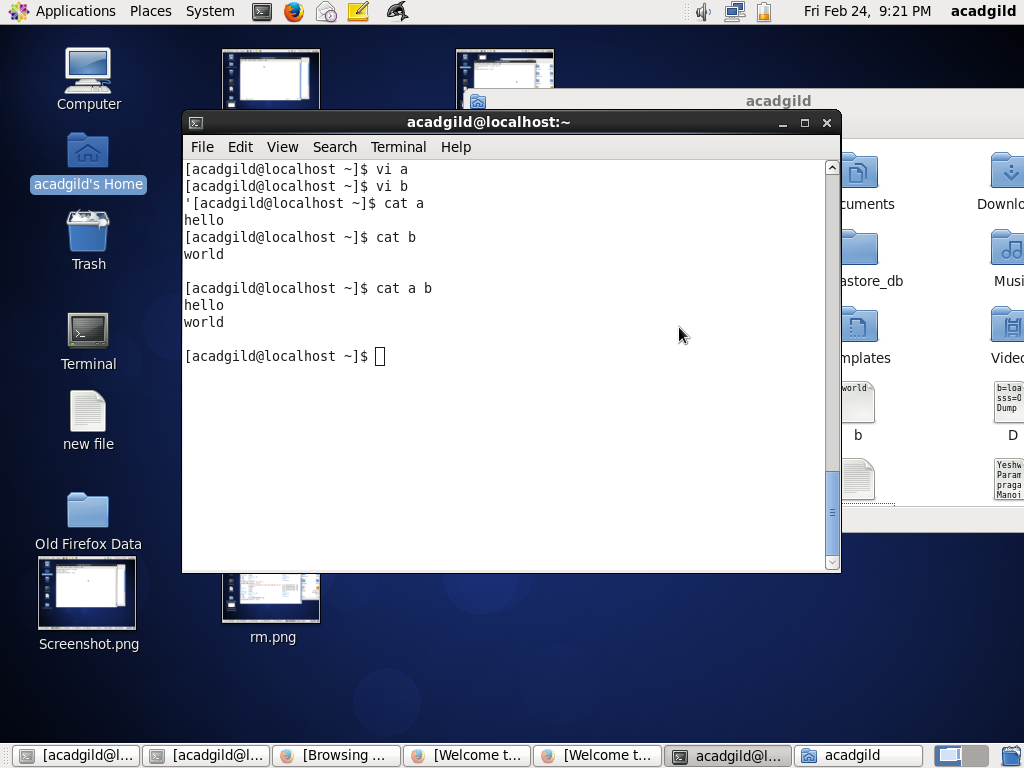 Applications Places System Fri Feb 24, 9:21 PM acadgild
Computer
acadgild's Home
Trash
Terminal
new file
Old Firefox Data
Screenshot.png
rm.png
acadgild
acadgild@localhost:~
File Edit View Search Terminal Help
[acadgild@localhost ~]$ vi a
[acadgild@localhost ~]$ vi b
'[acadgild@localhost ~]$ cat a
hello
[acadgild@localhost ~]$ cat b
world
[acadgild@localhost ~]$ cat a b
hello
world
[acadgild@localhost ~]$
cuments Downlo
astore_db Musi
mplates Videc
world b=loa
sss=O
Dump
b D
Yeshw
Param
praga
Manoi
[acadgild@l... [acadgild@l... [Browsing ... [Welcome t... [Welcome t... acadgild@l... acadgild